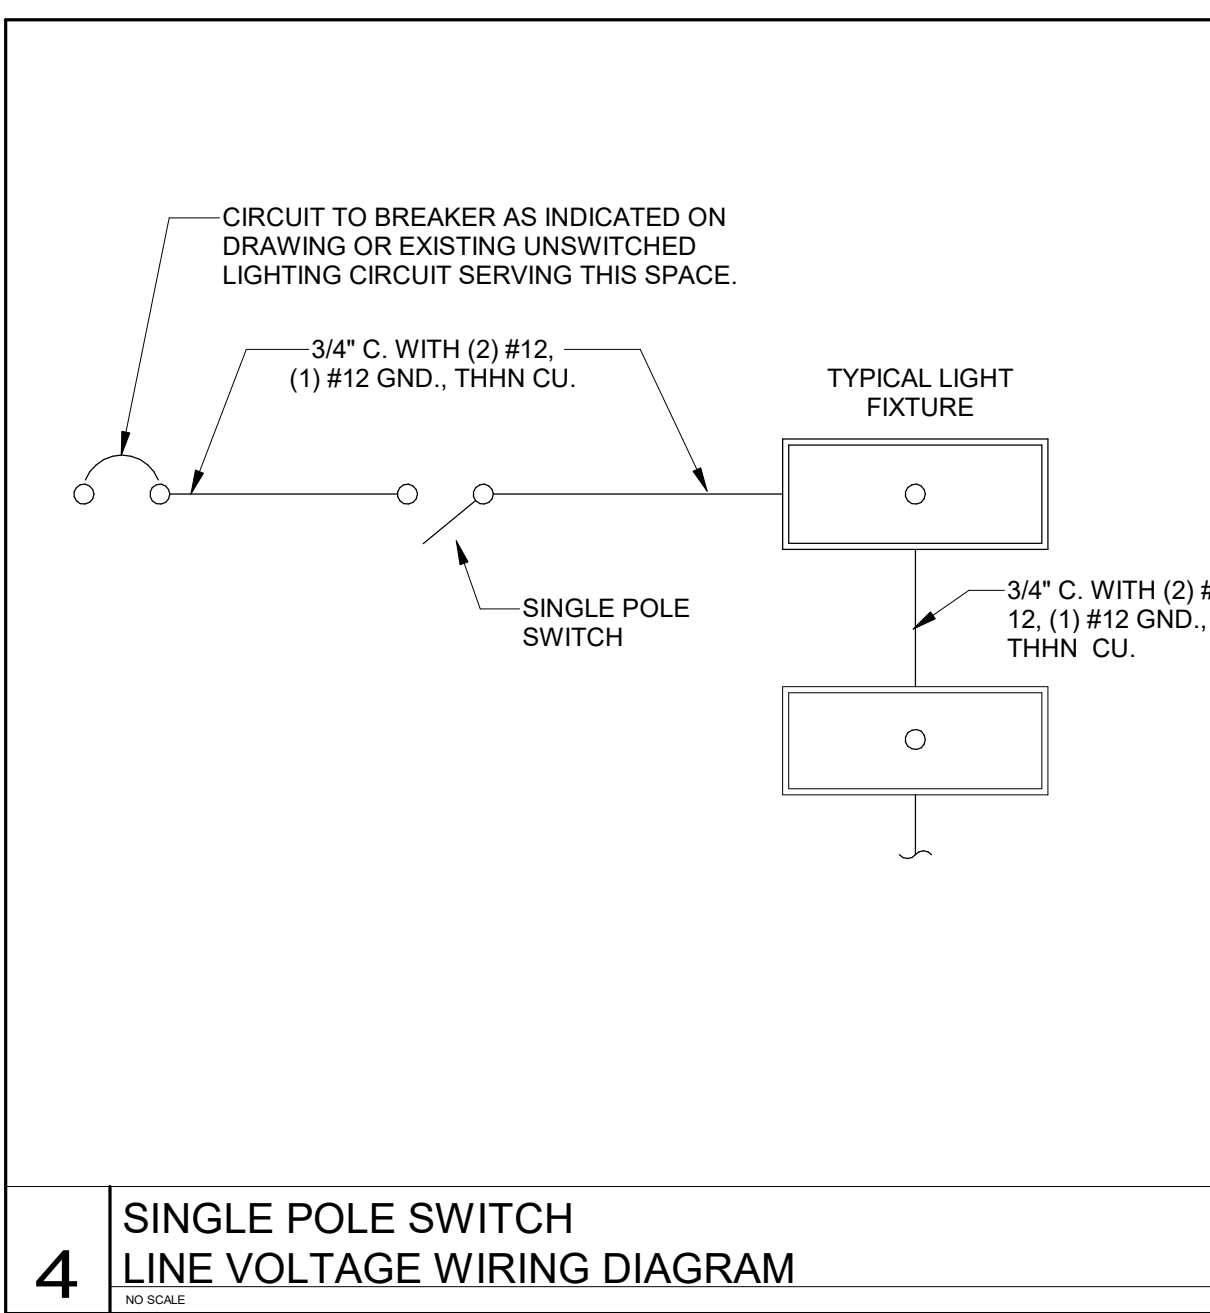 CIRCUIT TO BREAKER AS INDICATED ON
DRAWING OR EXISTING UNSWITCHED
LIGHTING CIRCUIT SERVING THIS SPACE.
3/4" C. WITH (2) #12,
(1) #12 GND., THHN CU.
TYPICAL LIGHT
FIXTURE
SINGLE POLE
SWITCH
3/4" C. WITH (2) #
12, (1) #12 GND.,
THHN CU.
4
SINGLE POLE SWITCH
LINE VOLTAGE WIRING DIAGRAM
NO SCALE